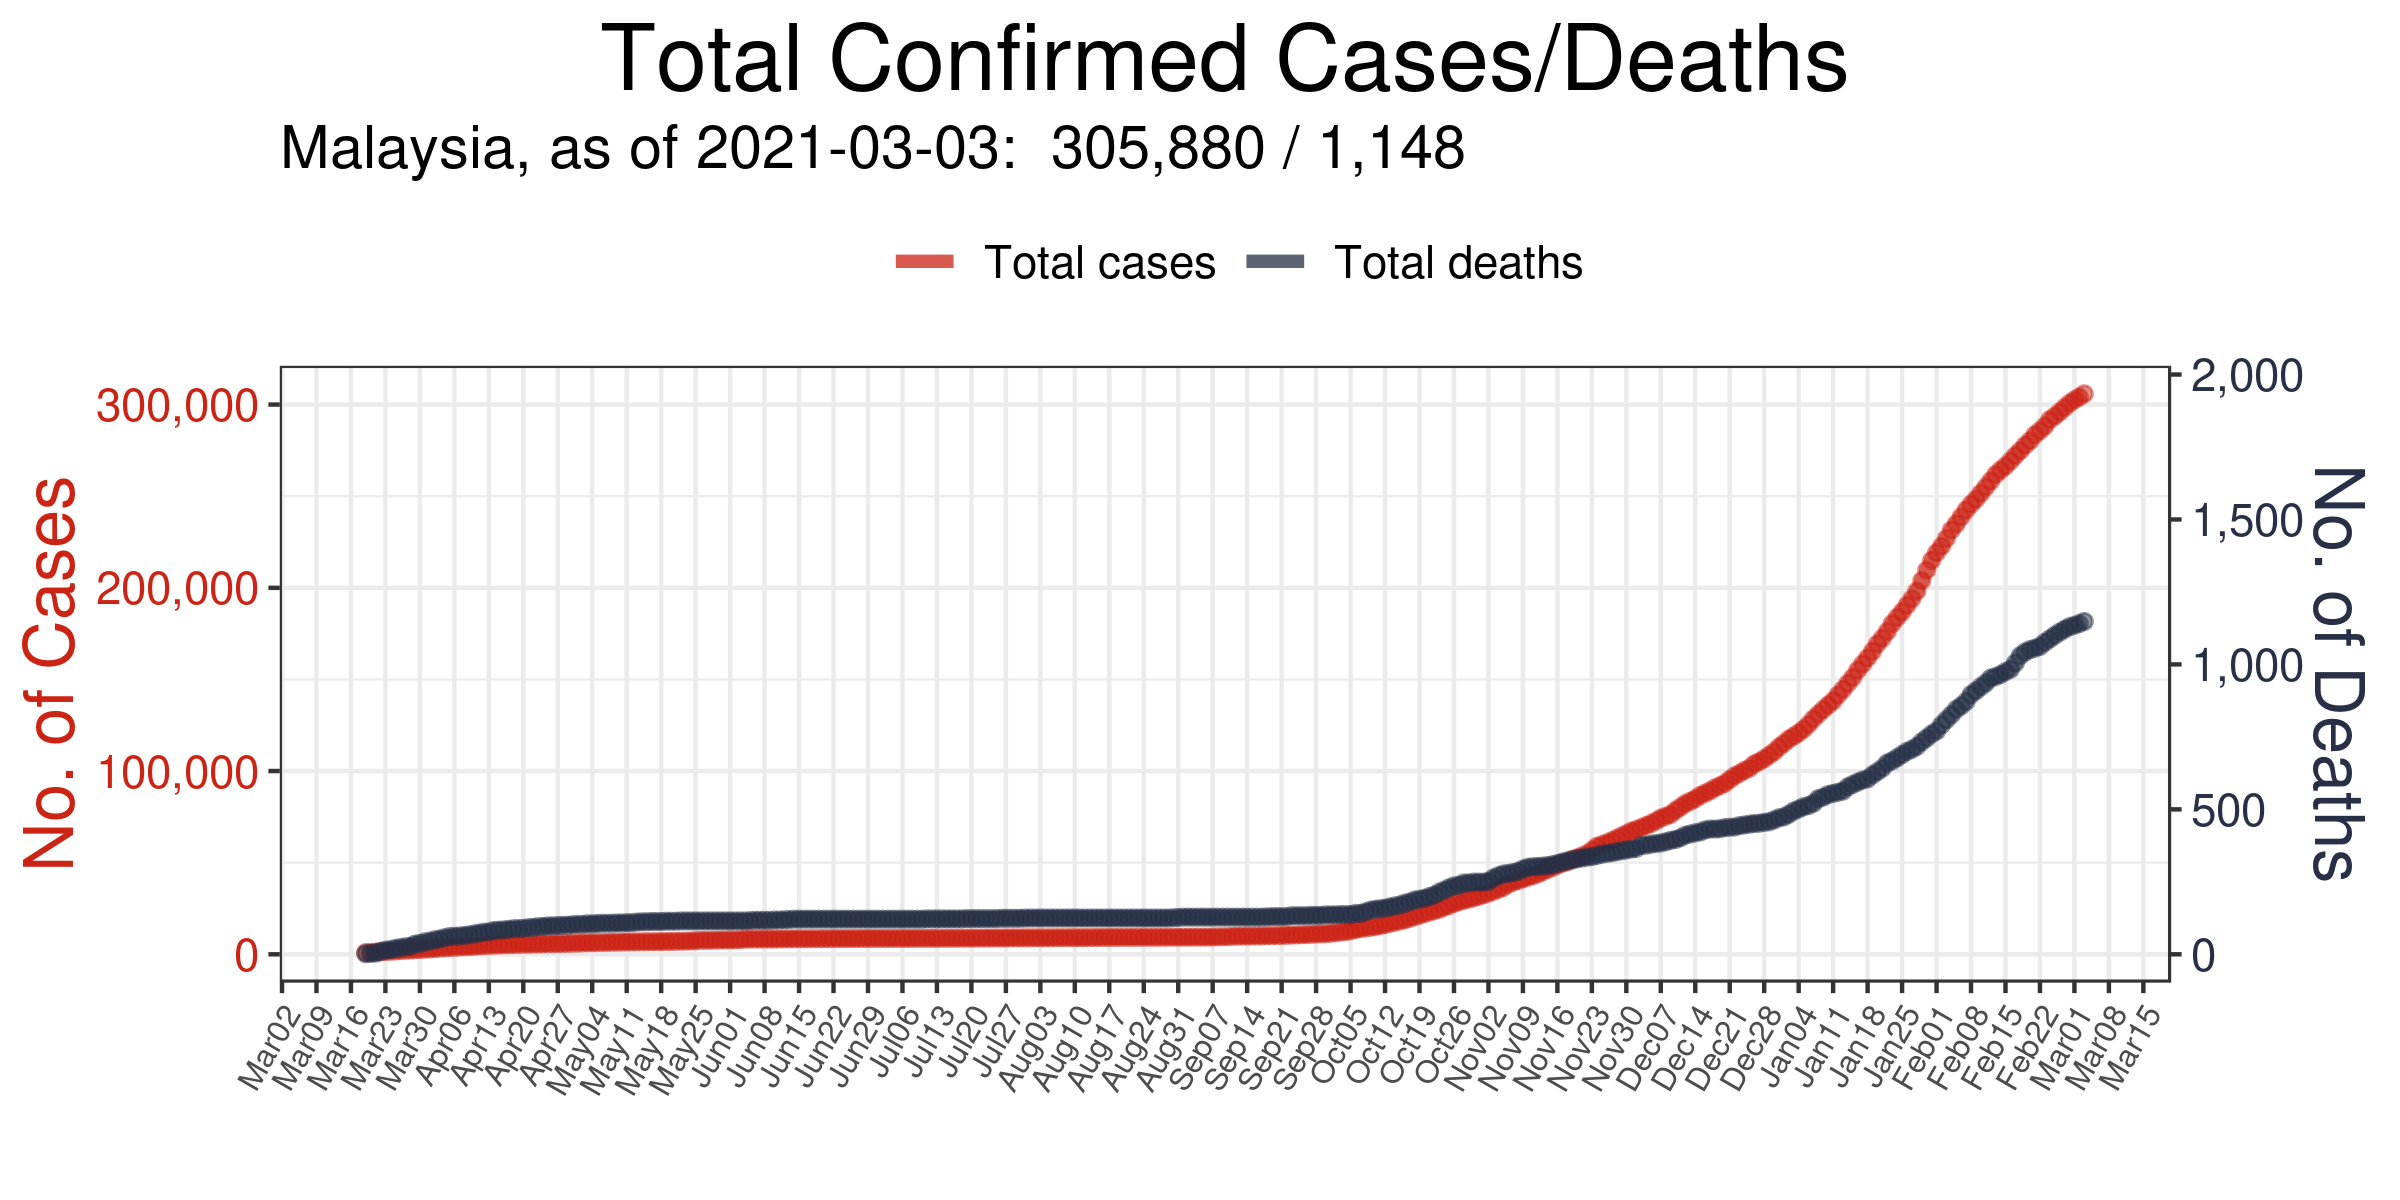 Total Confirmed Cases/Deaths
Malaysia, as of 2021-03-03:  305,880 / 1,148
Total cases
Total deaths
No. of Cases
300,000
200,000
100,000
0
2,000
1,500
1,000
500
0
No. of Deaths
Mar02
Mar09
Mar16
Mar23
Mar30
Apr06
Apr13
Apr20
Apr27
May04
May11
May18
May25
Jun01
Jun08
Jun15
Jun22
Jun29
Jul06
Jul13
Jul20
Jul27
Aug03
Aug10
Aug17
Aug24
Aug31
Sep07
Sep14
Sep21
Sep28
Oct05
Oct12
Oct19
Oct26
Nov02
Nov09
Nov16
Nov23
Nov30
Dec07
Dec14
Dec21
Dec28
Jan04
Jan11
Jan18
Jan25
Feb01
Feb08
Feb15
Feb22
Mar01
Mar08
Mar15